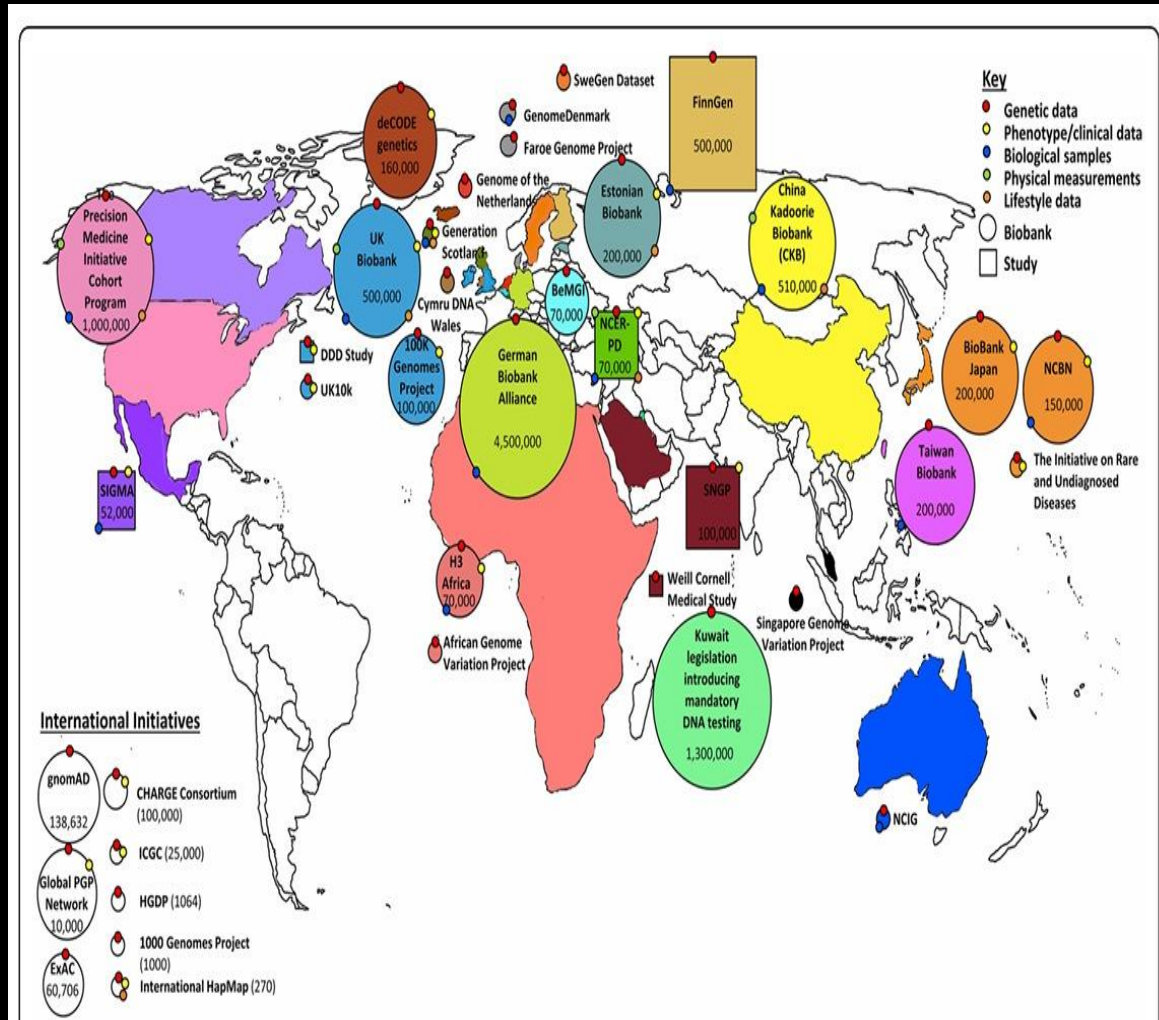 SweGen Dataset
GenomeDenmark
Faroe Genome Project
deCODE
genetics
160,000
Genome of the
Netherlands
FinnGen
500,000
Key
Genetic data
Phenotype/clinical data
Biological samples
Physical measurements
Lifestyle data
Biobank
Study
Precision
Medicine
Initiative
Cohort
Program
1,000,000
UK
Biobank
500,000
Generation
Scotland
Cymru DNA
Wales
Estonian
Biobank
200,000
China
Kadoorie
Biobank
(CKB)
510,000
BeMGI
70,000
NCER-
PD
70,000
DDD Study
UK10k
100K
Genomes
Project
100,000
German
Biobank
Alliance
4,500,000
BioBank
Japan
200,000
NCBN
150,000
The Initiative on Rare
and Undiagnosed
Diseases
Taiwan
Biobank
200,000
SIGMA
52,000
SNGP
100,000
H3
Africa
70,000
African Genome
Variation Project
Weill Cornell
Medical Study
Singapore Genome
Variation Project
Kuwait
legislation
introducing
mandatory
DNA testing
1,300,000
NCIG
International Initiatives
gnomAD
138,632
CHARGE Consortium
(100,000)
ICGC (25,000)
Global PGP
Network
10,000
HGDP (1064)
1000 Genomes Project
(1000)
ExAC
60,706
International HapMap (270)